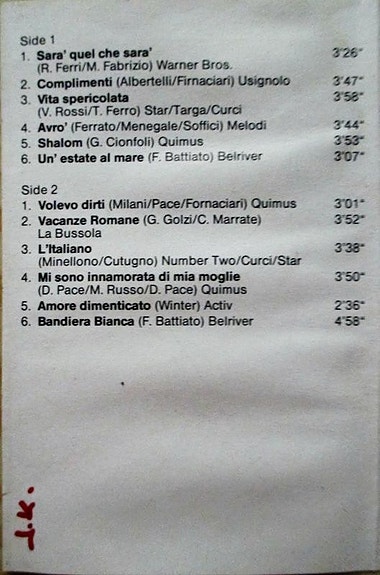 Side 1
1. Sara' quel che sara' 3'26"
(R. Ferri/M. Fabrizio) Warner Bros.
2. Complimenti (Albertelli/Firnaciari) Usignolo 3'47"
3. Vita spericolata 3'58"
(V. Rossi/T. Ferro) Star/Targa/Curci
4. Avro' (Ferrato/Menegale/Soffici) Melodi 3'44"
5. Shalom (G. Cionfoli) Quimus 3'53"
6. Un' estate al mare (F. Battiato) Belriver 3'07"
Side 2
1. Volevo dirti (Milani/Pace/Fornaciari) Quimus 3'01"
2. Vacanze Romane (G. Golzi/C. Marrate) 3'52"
La Bussola
3. L'Italiano 3'38"
(Minellono/Cutugno) Number Two/Curci/Star
4. Mi sono innamorata di mia moglie 3'50"
(D. Pace/M. Russo/D. Pace) Quimus
5. Amore dimenticato (Winter) Activ 2'36"
6. Bandiera Bianca (F. Battiato) Belriver 4'58"